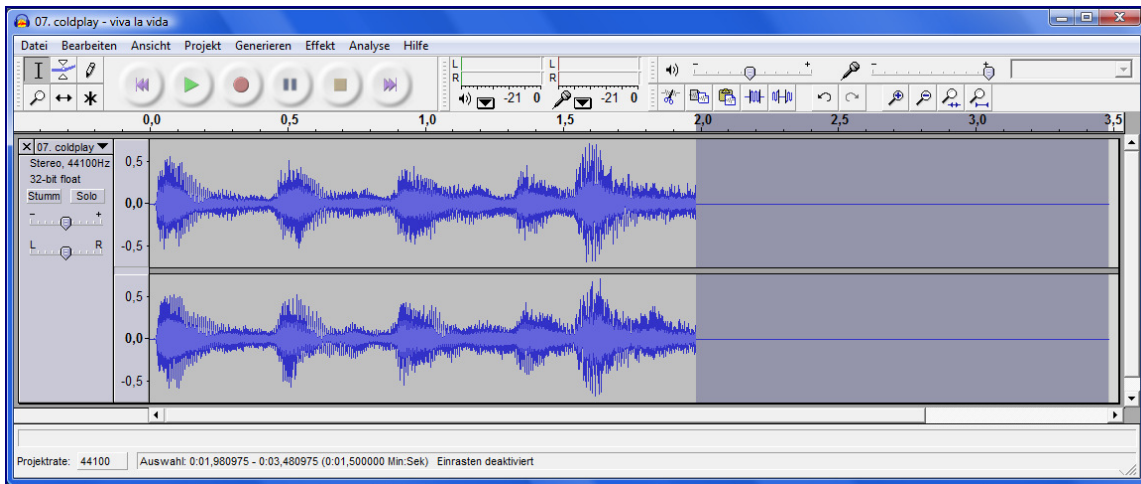 07. coldplay - viva la vida
Datei Bearbeiten Ansicht Projekt Generieren Effekt Analyse Hilfe
L L
R R
-21 0 -21 0
- + - +
0,0 0,5 1,0 1,5 2,0 2,5 3,0 3,5
07. coldplay
Stereo, 44100Hz
32-bit float
Stumm Solo
- +
L R
0,5
0,0
-0,5
0,5
0,0
-0,5
Projektrate: 44100 Auswahl: 0:01,980975 - 0:03,480975 (0:01,500000 Min:Sek) Einrasten deaktiviert